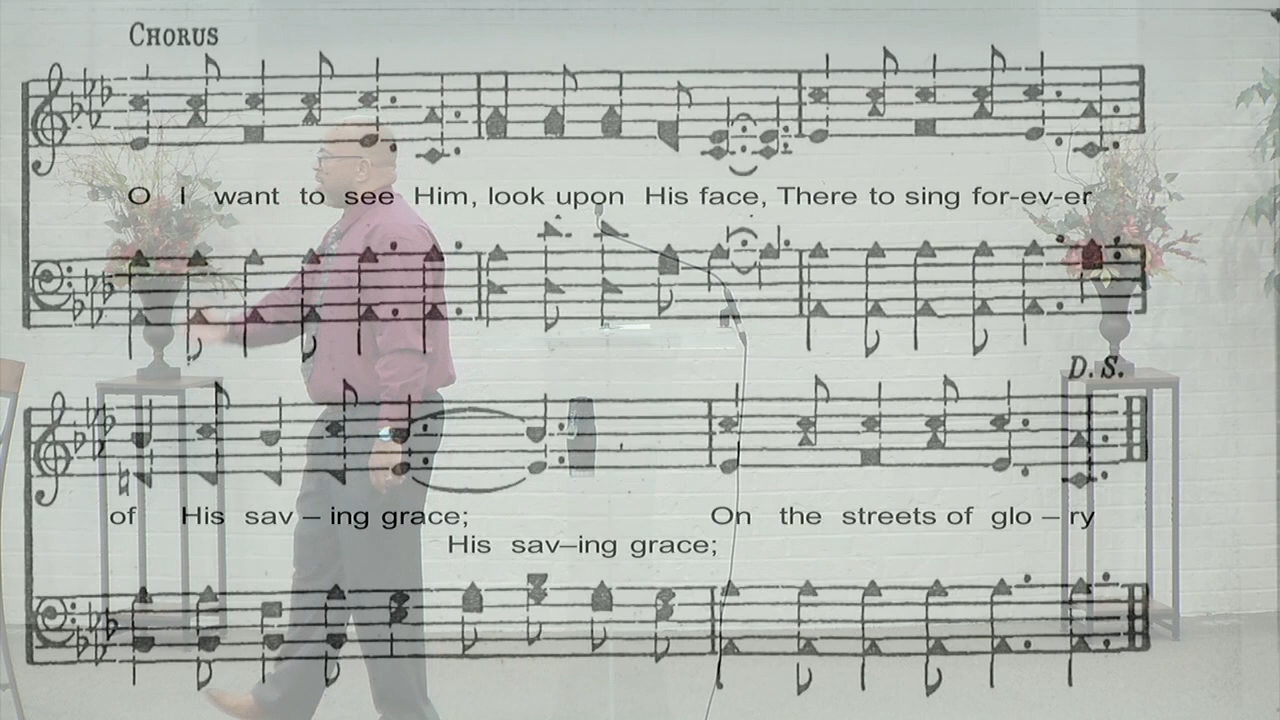 CHORUS
O I want to see Him, look upon His face, There to sing for-ev-er
D. S.
of His sav – ing grace; On the streets of glo – ry
His sav–ing grace;